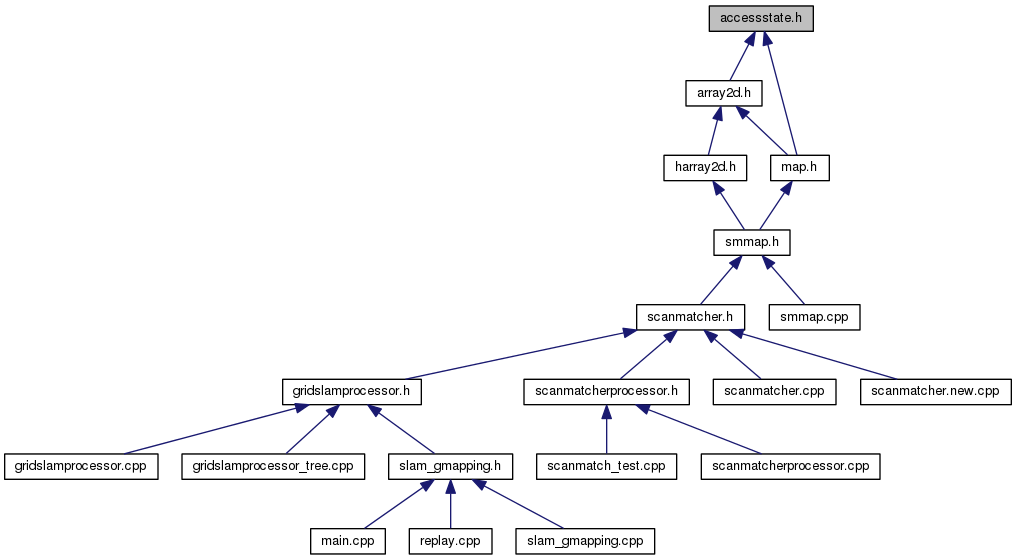 accessstate.h
array2d.h
harray2d.h
map.h
smmap.h
scanmatcher.h
smmap.cpp
gridslamprocessor.h
scanmatcherprocessor.h
scanmatcher.cpp
scanmatcher.new.cpp
gridslamprocessor.cpp
gridslamprocessor_tree.cpp
slam_gmapping.h
scanmatch_test.cpp
scanmatcherprocessor.cpp
main.cpp
replay.cpp
slam_gmapping.cpp